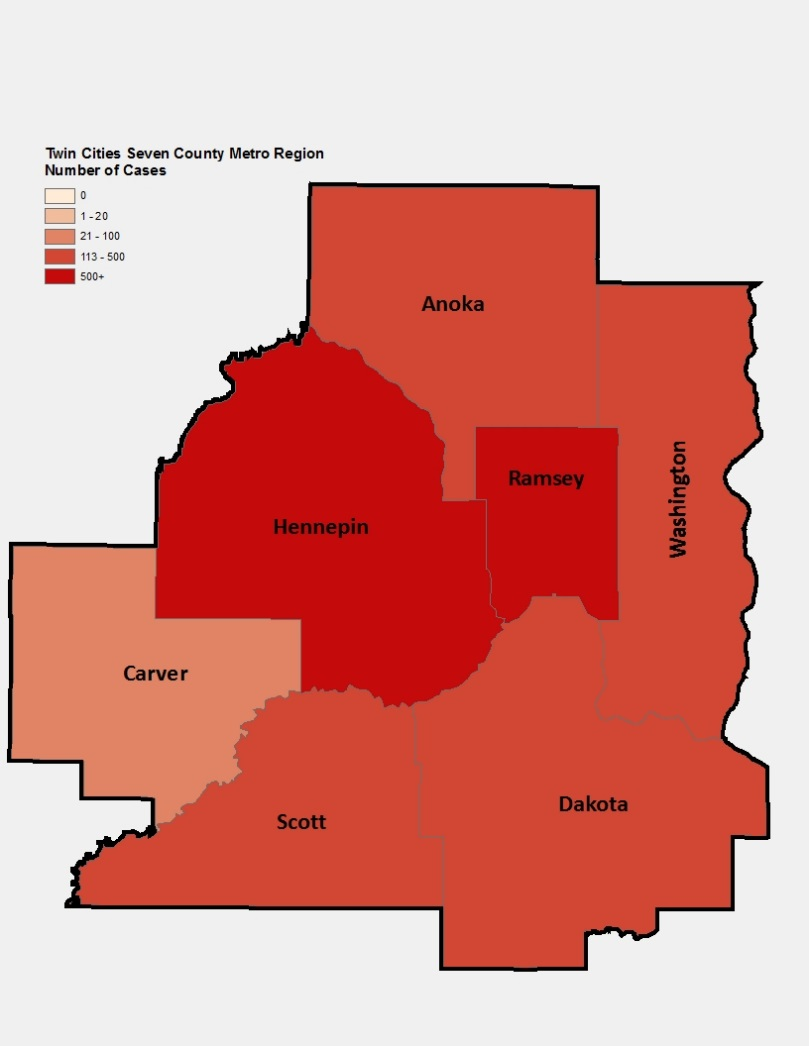 Twin Cities Seven County Metro Region
Number of Cases
0
1 - 20
21 - 100
113 - 500
500+
Anoka
Washington
Ramsey
Hennepin
Carver
Dakota
Scott